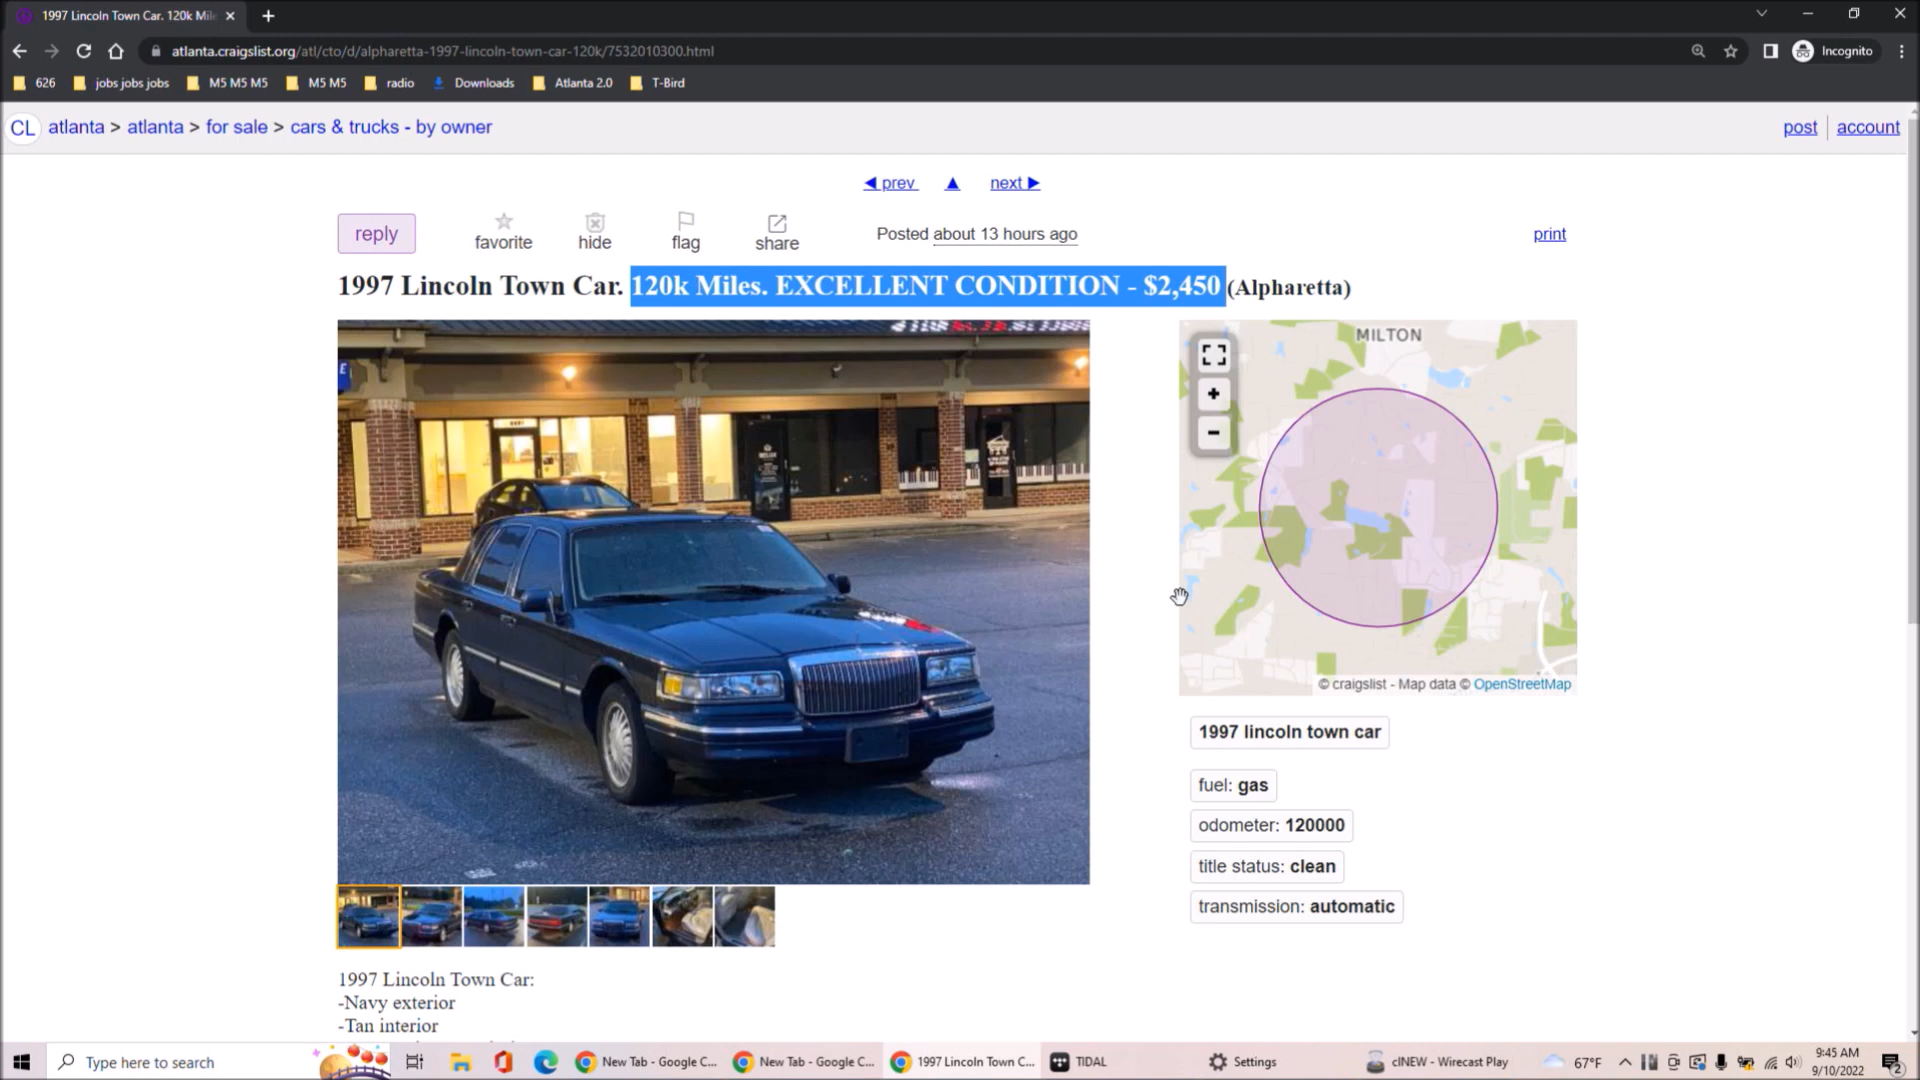 1997 Lincoln Town Car. 120k Mil
atlanta.craigslist.org/atl/cto/d/alpharetta-1997-lincoln-town-car-120k/7532010300.html
Incognito
626
jobs jobs jobs
M5 M5 M5
M5 M5
radio
Downloads
Atlanta 2.0
T-Bird
CL atlanta > atlanta > for sale > cars & trucks - by owner
post
account
◀ prev ▲ next ▶
reply
favorite
hide
flag
share
Posted about 13 hours ago
print
1997 Lincoln Town Car. 120k Miles. EXCELLENT CONDITION - $2,450 (Alpharetta)
MILTON
+
−
© craigslist - Map data © OpenStreetMap
1997 lincoln town car
fuel: gas
odometer: 120000
title status: clean
transmission: automatic
1997 Lincoln Town Car:
-Navy exterior
-Tan interior
Type here to search
New Tab - Google C...
New Tab - Google C...
1997 Lincoln Town C...
TIDAL
Settings
cINEW - Wirecast Play
67°F
9:45 AM
9/10/2022
2